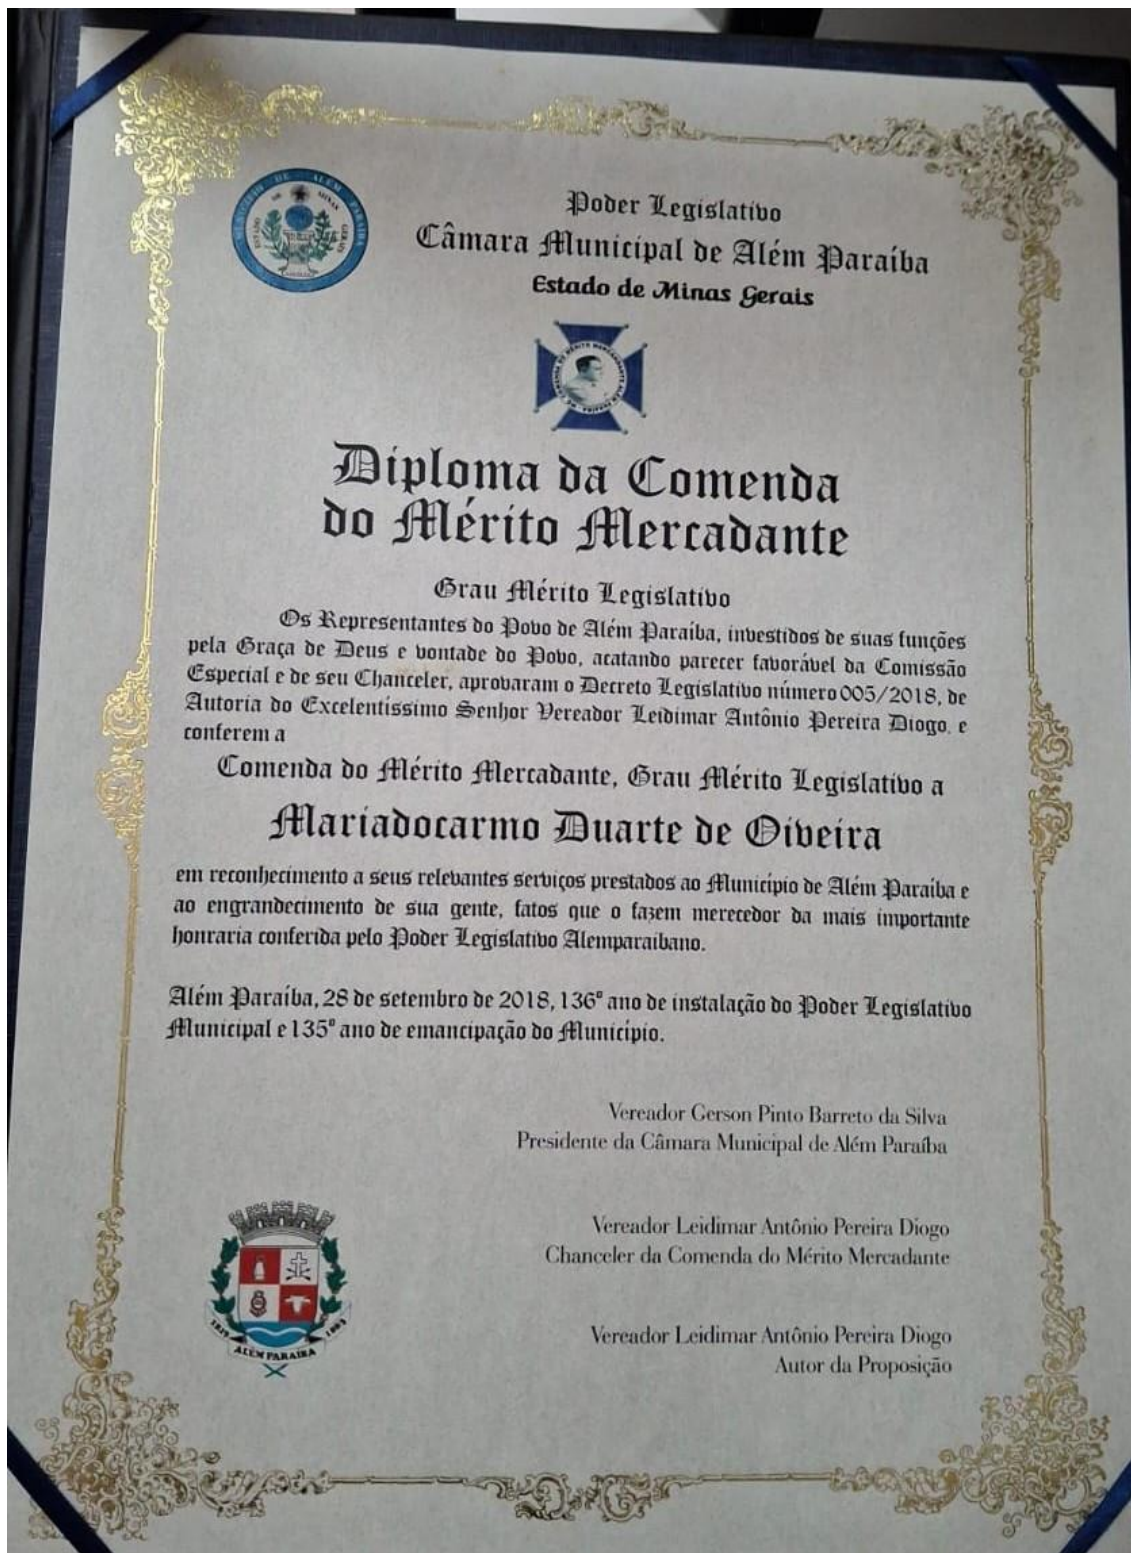 MUNICÍPIO DE ALÉM PARAÍBA
ESTADO DE MINAS GERAIS
Poder Legislativo
Câmara Municipal de Além Paraíba
Estado de Minas Gerais
Diploma da Comenda
do Mérito Mercadante
Grau Mérito Legislativo
Os Representantes do Povo de Além Paraíba, investidos de suas funções
pela Graça de Deus e vontade do Povo, acatando parecer favorável da Comissão
Especial e de seu Chanceler, aprovaram o Decreto Legislativo número 005/2018, de
Autoria do Excelentíssimo Senhor Vereador Leidimar Antônio Pereira Diogo, e
conferem a
Comenda do Mérito Mercadante, Grau Mérito Legislativo a
Mariadocarmo Duarte de Oiveira
em reconhecimento a seus relevantes serviços prestados ao Município de Além Paraíba e
ao engrandecimento de sua gente, fatos que o fazem merecedor da mais importante
honraria conferida pelo Poder Legislativo Alemparaibano.
Além Paraíba, 28 de setembro de 2018, 136º ano de instalação do Poder Legislativo
Municipal e 135º ano de emancipação do Município.
Vereador Gerson Pinto Barreto da Silva
Presidente da Câmara Municipal de Além Paraíba
Vereador Leidimar Antônio Pereira Diogo
Chanceler da Comenda do Mérito Mercadante
Vereador Leidimar Antônio Pereira Diogo
Autor da Proposição
ALÉM PARAIBA